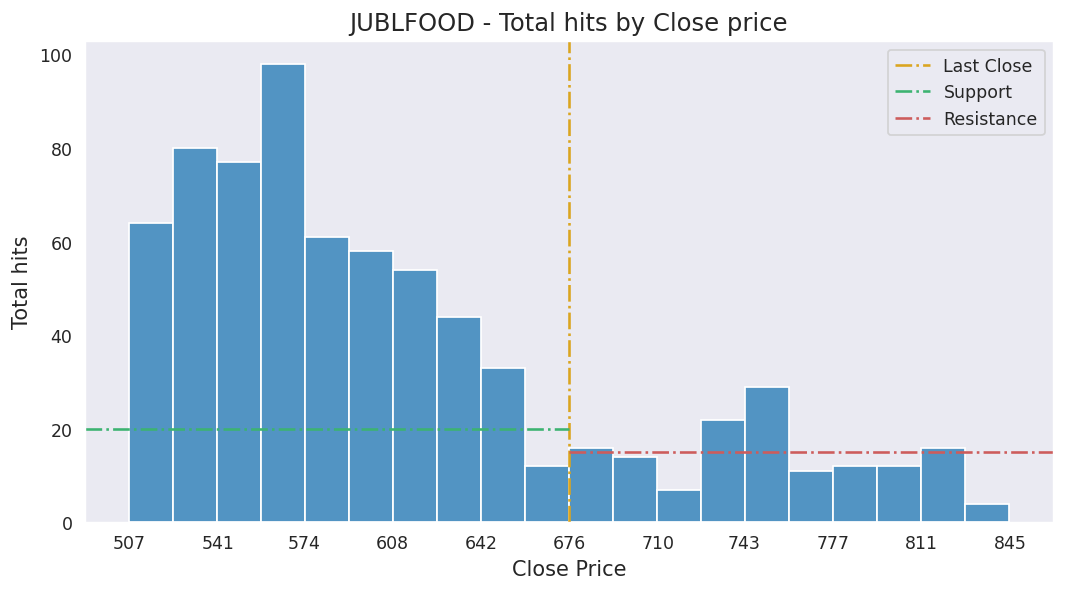 JUBLFOOD - Total hits by Close price
Last Close
Support
Resistance
Total hits
100
80
60
40
20
0
507 541 574 608 642 676 710 743 777 811 845
Close Price